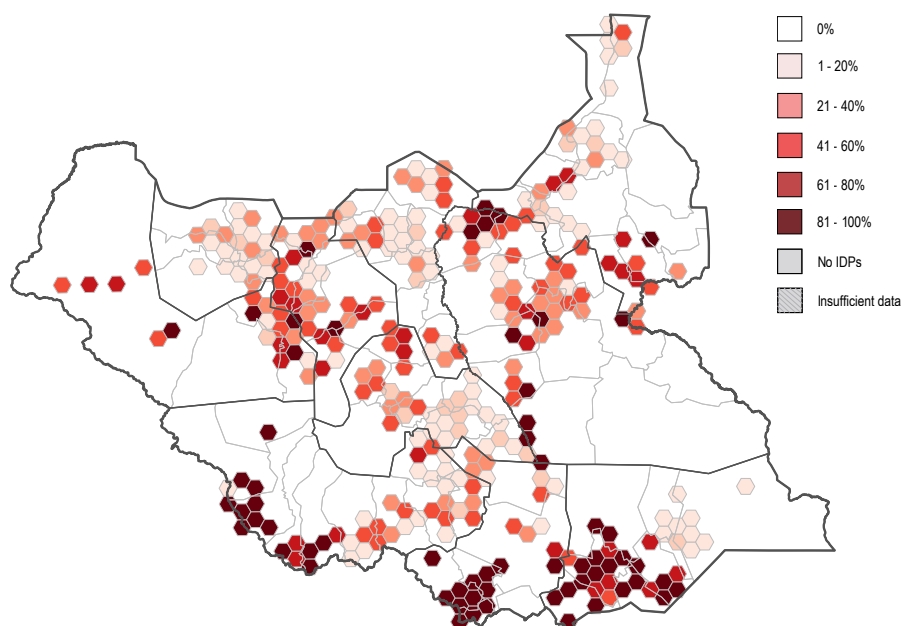 0%
1 - 20%
21 - 40%
41 - 60%
61 - 80%
81 - 100%
No IDPs
Insufficient data